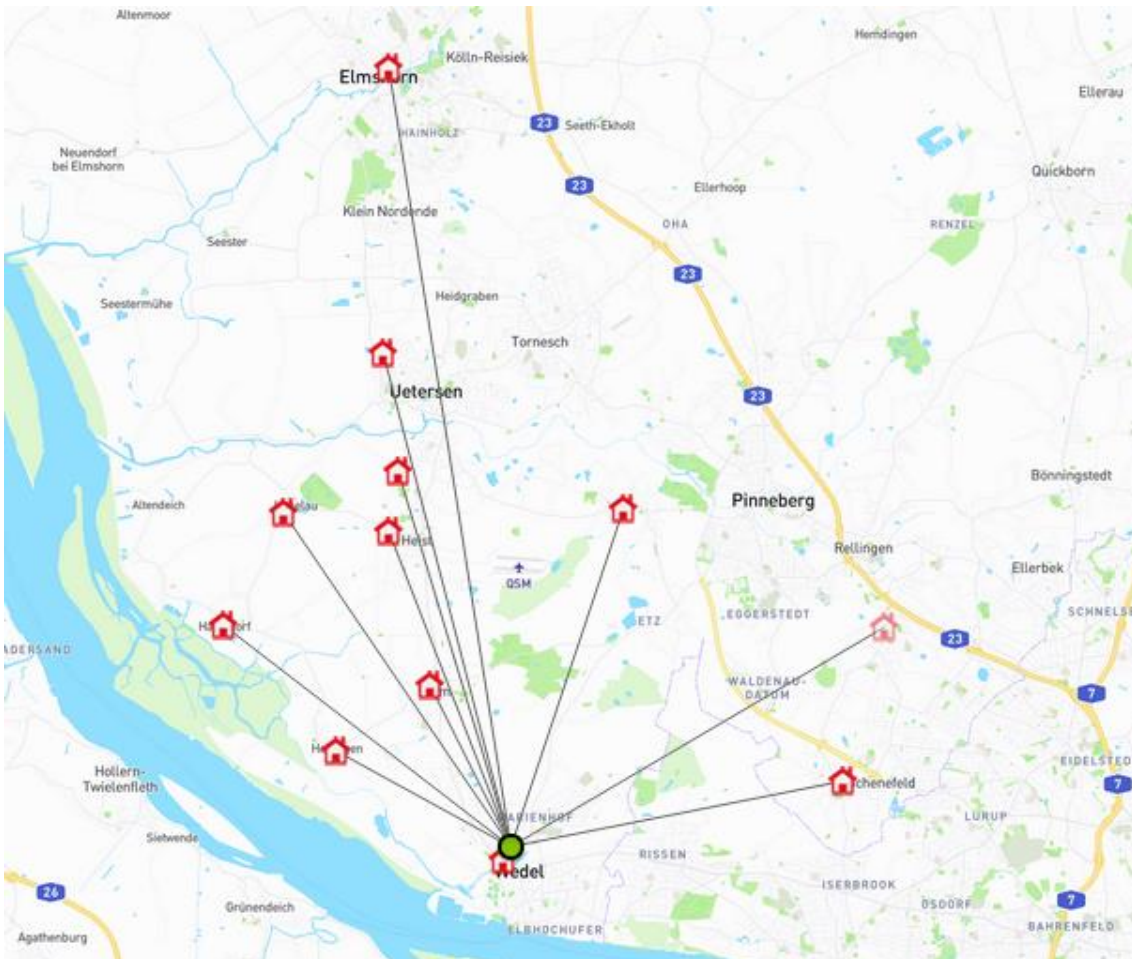 Altenmoor
Kölln-Reisiek
Hemdingen
Ellerau
23
Seeth-Ekholt
HAINHOLZ
Neuendorf
bei Elmshorn
Quickborn
23
Ellerhoop
Klein Nordende
OHA
RENZEL
Seester
23
Heidgraben
Seestermühe
Tornesch
Uetersen
23
Bönningstedt
Pinneberg
Altendeich
Rellingen
Ellerbek
QSM
EGGERSTEDT
SCHNELSE
ETZ
23
ADERSAND
WALDENAU-
DATUM
7
EIDELSTED
Hollern-
Twielenfleth
7
LURUP
Sietwende
RISSEN
ISERBROOK
26
7
OSDORF
Grünendeich
BAHRENFELD
ELBHOCHUFER
Agathenburg